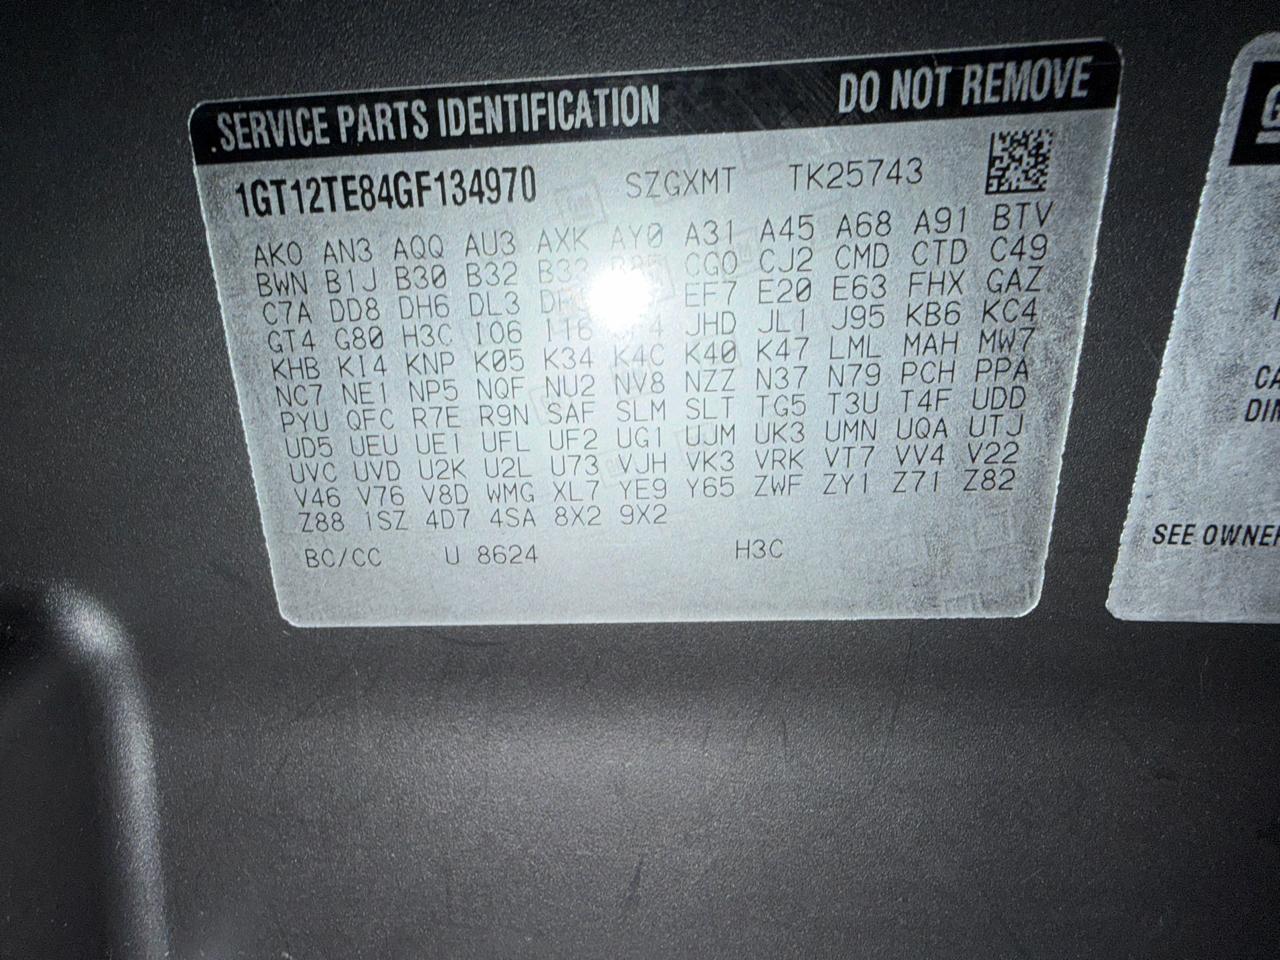 SERVICE PARTS IDENTIFICATION DO NOT REMOVE
1GT12TE84GF134970 SZGXMT TK25743
AKO AN3 AQQ AU3 AXK AY0 A31 A45 A68 A91 BTV
BWN B1J B30 B32 B33 CGO CJ2 CMD CTD C49
C7A DD8 DH6 DL3 EF7 E20 E63 FHX GAZ
GT4 G80 H3C IO6 I16 JHD JL1 J95 KB6 KC4
KHB KI4 KNP K05 K34 K4C K40 K47 LML MAH MW7
NC7 NE1 NP5 NQF NU2 NV8 NZZ N37 N79 PCH PPA
PYU QFC R7E R9N SAF SLM SLT TG5 T3U T4F UDD
UD5 UEU UE1 UFL UF2 UG1 UJM UK3 UMN UQA UTJ
UVC UVD U2K U2L U73 VJH VK3 VRK VT7 VV4 V22
V46 V76 V8D WMG XL7 YE9 Y65 ZWF ZY1 Z71 Z82
Z88 1SZ 4D7 4SA 8X2 9X2
BC/CC U 8624 H3C
SEE